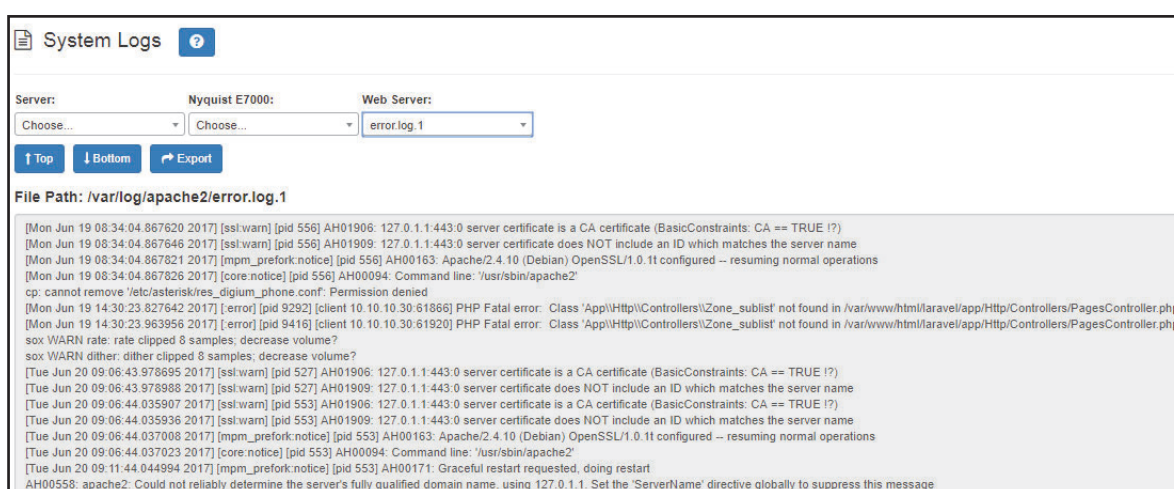 System Logs ?
Server: Nyquist E7000: Web Server:
Choose... Choose... error.log.1
Top Bottom Export
File Path: /var/log/apache2/error.log.1
[Mon Jun 19 08:34:04.867620 2017] [ssl:warn] [pid 556] AH01906: 127.0.1.1:443:0 server certificate is a CA certificate (BasicConstraints: CA == TRUE !?)
[Mon Jun 19 08:34:04.867646 2017] [ssl:warn] [pid 556] AH01909: 127.0.1.1:443:0 server certificate does NOT include an ID which matches the server name
[Mon Jun 19 08:34:04.867821 2017] [mpm_prefork:notice] [pid 556] AH00163: Apache/2.4.10 (Debian) OpenSSL/1.0.1t configured -- resuming normal operations
[Mon Jun 19 08:34:04.867826 2017] [core:notice] [pid 556] AH00094: Command line: '/usr/sbin/apache2'
cp: cannot remove '/etc/asterisk/res_digium_phone.conf': Permission denied
[Mon Jun 19 14:30:23.827642 2017] [:error] [pid 9292] [client 10.10.10.30:61866] PHP Fatal error:  Class 'App\\Http\\Controllers\\Zone_sublist' not found in /var/www/html/laravel/app/Http/Controllers/PagesController.php
[Mon Jun 19 14:30:23.963956 2017] [:error] [pid 9416] [client 10.10.10.30:61920] PHP Fatal error:  Class 'App\\Http\\Controllers\\Zone_sublist' not found in /var/www/html/laravel/app/Http/Controllers/PagesController.php
sox WARN rate: rate clipped 8 samples; decrease volume?
sox WARN dither: dither clipped 8 samples; decrease volume?
[Tue Jun 20 09:06:43.978695 2017] [ssl:warn] [pid 527] AH01906: 127.0.1.1:443:0 server certificate is a CA certificate (BasicConstraints: CA == TRUE !?)
[Tue Jun 20 09:06:43.978988 2017] [ssl:warn] [pid 527] AH01909: 127.0.1.1:443:0 server certificate does NOT include an ID which matches the server name
[Tue Jun 20 09:06:44.035907 2017] [ssl:warn] [pid 553] AH01906: 127.0.1.1:443:0 server certificate is a CA certificate (BasicConstraints: CA == TRUE !?)
[Tue Jun 20 09:06:44.035936 2017] [ssl:warn] [pid 553] AH01909: 127.0.1.1:443:0 server certificate does NOT include an ID which matches the server name
[Tue Jun 20 09:06:44.037008 2017] [mpm_prefork:notice] [pid 553] AH00163: Apache/2.4.10 (Debian) OpenSSL/1.0.1t configured -- resuming normal operations
[Tue Jun 20 09:06:44.037023 2017] [core:notice] [pid 553] AH00094: Command line: '/usr/sbin/apache2'
[Tue Jun 20 09:11:44.044994 2017] [mpm_prefork:notice] [pid 553] AH00171: Graceful restart requested, doing restart
AH00558: apache2: Could not reliably determine the server's fully qualified domain name, using 127.0.1.1. Set the 'ServerName' directive globally to suppress this message